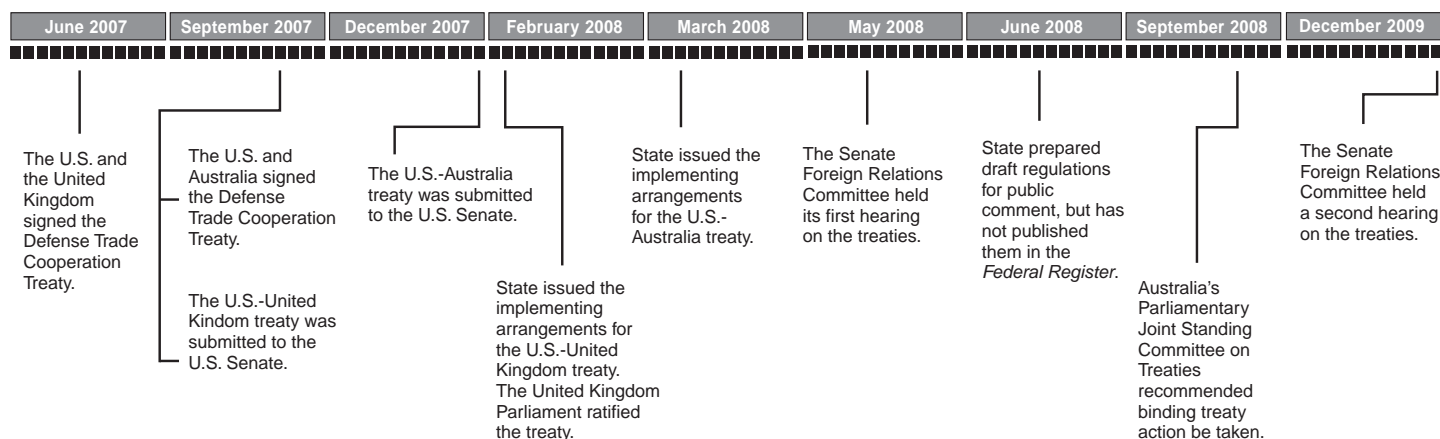 June 2007
September 2007
December 2007
February 2008
March 2008
May 2008
June 2008
September 2008
December 2009
The U.S. and
the United
Kingdom
signed the
Defense Trade
Cooperation
Treaty.
The U.S. and
Australia signed
the Defense
Trade Cooperation
Treaty.
The U.S.-United
Kindom treaty was
submitted to the
U.S. Senate.
The U.S.-Australia
treaty was submitted
to the U.S. Senate.
State issued the
implementing
arrangements for
the U.S.-United
Kingdom treaty.
The United Kingdom
Parliament ratified
the treaty.
State issued the
implementing
arrangements
for the U.S.-
Australia treaty.
The Senate
Foreign Relations
Committee held
its first hearing
on the treaties.
State prepared
draft regulations
for public
comment, but has
not published
them in the
Federal Register.
Australia's
Parliamentary
Joint Standing
Committee on
Treaties
recommended
binding treaty
action be taken.
The Senate
Foreign Relations
Committee held
a second hearing
on the treaties.